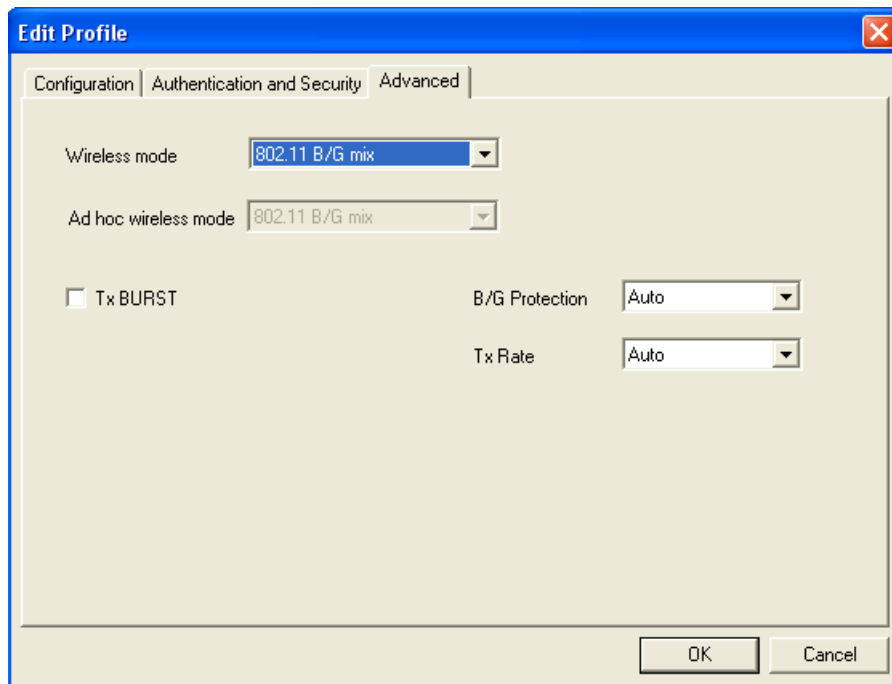 Edit Profile
Configuration
Authentication and Security
Advanced
Wireless mode
802.11 B/G mix
Ad hoc wireless mode
802.11 B/G mix
Tx BURST
B/G Protection
Auto
Tx Rate
Auto
OK
Cancel